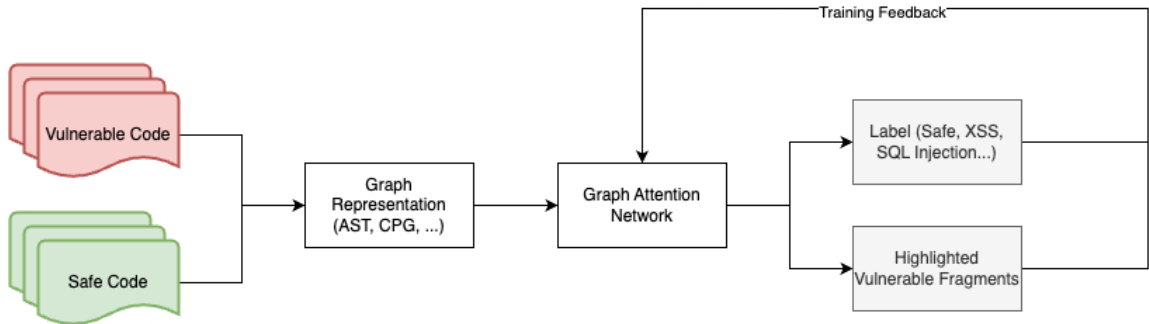 Training Feedback
Vulnerable Code
Safe Code
Graph
Representation
(AST, CPG, ...)
Graph Attention
Network
Label (Safe, XSS,
SQL Injection...)
Highlighted
Vulnerable Fragments